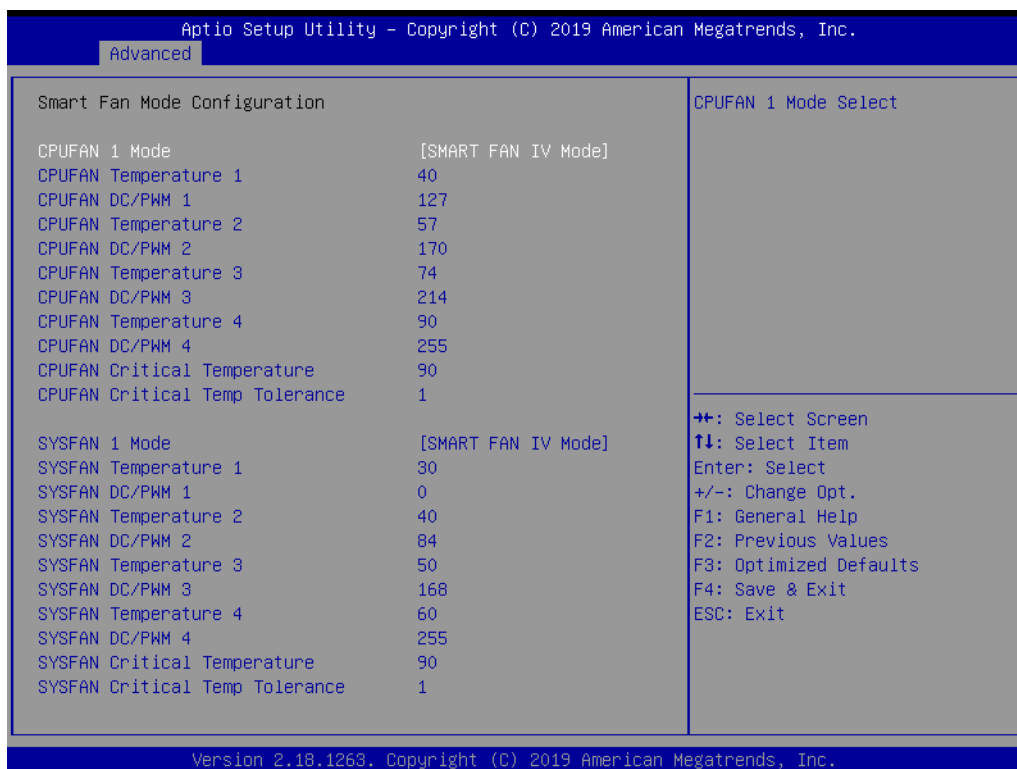 Aptio Setup Utility – Copyright (C) 2019 American Megatrends, Inc.
Advanced
Smart Fan Mode Configuration
CPUFAN 1 Mode [SMART FAN IV Mode]
CPUFAN Temperature 1 40
CPUFAN DC/PWM 1 127
CPUFAN Temperature 2 57
CPUFAN DC/PWM 2 170
CPUFAN Temperature 3 74
CPUFAN DC/PWM 3 214
CPUFAN Temperature 4 90
CPUFAN DC/PWM 4 255
CPUFAN Critical Temperature 90
CPUFAN Critical Temp Tolerance 1
SYSFAN 1 Mode [SMART FAN IV Mode]
SYSFAN Temperature 1 30
SYSFAN DC/PWM 1 0
SYSFAN Temperature 2 40
SYSFAN DC/PWM 2 84
SYSFAN Temperature 3 50
SYSFAN DC/PWM 3 168
SYSFAN Temperature 4 60
SYSFAN DC/PWM 4 255
SYSFAN Critical Temperature 90
SYSFAN Critical Temp Tolerance 1
CPUFAN 1 Mode Select
→←: Select Screen
↑↓: Select Item
Enter: Select
+/-: Change Opt.
F1: General Help
F2: Previous Values
F3: Optimized Defaults
F4: Save & Exit
ESC: Exit
Version 2.18.1263. Copyright (C) 2019 American Megatrends, Inc.